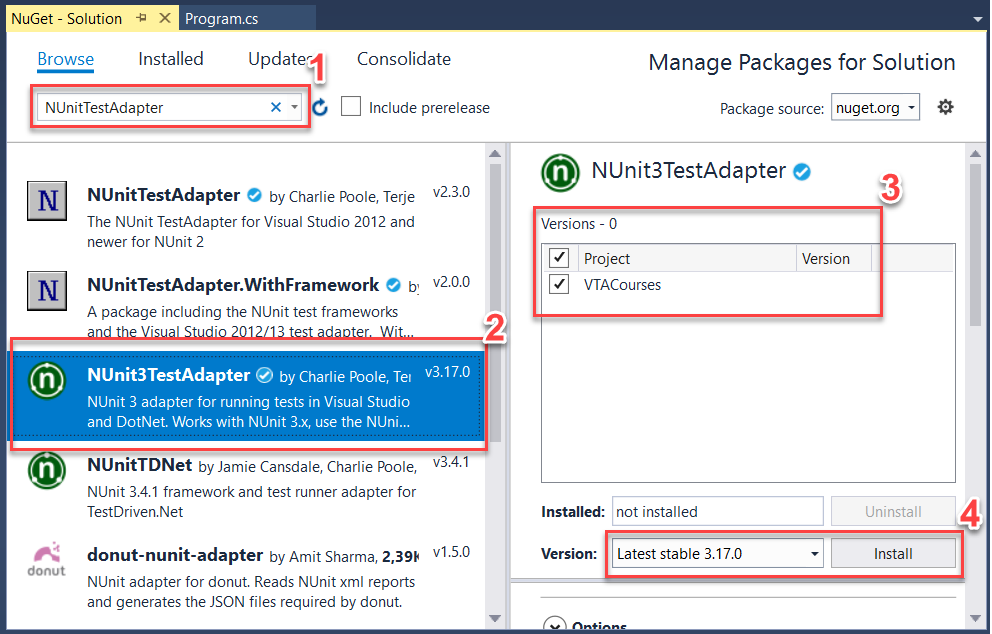 NuGet - Solution
Program.cs
Browse
Installed
Updates
Consolidate
1
Manage Packages for Solution
NUnitTestAdapter
Include prerelease
Package source: nuget.org
NUnitTestAdapter by Charlie Poole, Terje v2.3.0
The NUnit TestAdapter for Visual Studio 2012 and
newer for NUnit 2
NUnitTestAdapter.WithFramework by v2.0.0
A package including the NUnit test frameworks
and the Visual Studio 2012/13 test adapter. Wit...
2
NUnit3TestAdapter by Charlie Poole, Ter v3.17.0
NUnit 3 adapter for running tests in Visual Studio
and DotNet. Works with NUnit 3.x, use the NUni...
NUnitTDNet by Jamie Cansdale, Charlie Poole, v3.4.1
NUnit 3.4.1 framework and test runner adapter for
TestDriven.Net
donut
donut-nunit-adapter by Amit Sharma, 2,39K v1.5.0
NUnit adapter for donut. Reads NUnit xml reports
and generates the JSON files required by donut.
NUnit3TestAdapter
3
Versions - 0
Project Version
VTACourses
Installed: not installed Uninstall
4
Version: Latest stable 3.17.0 Install
Options